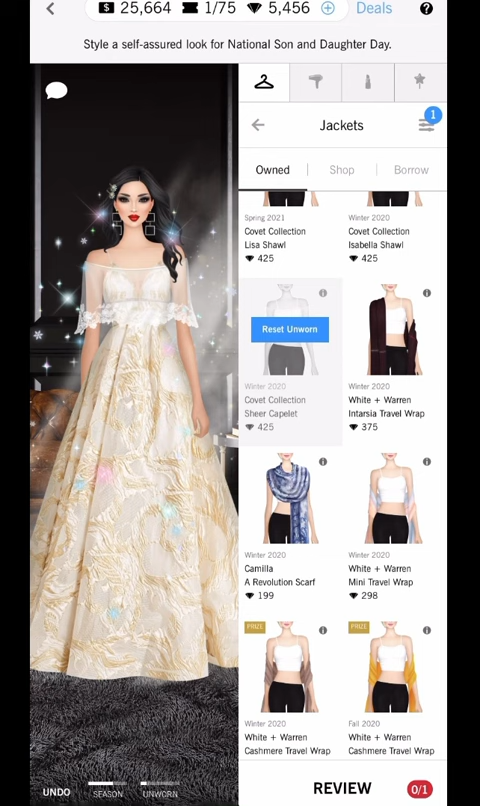 $ 25,664 1/75 5,456 + Deals ?
Style a self-assured look for National Son and Daughter Day.
Jackets
1
Owned Shop Borrow
Spring 2021
Covet Collection
Lisa Shawl
425
Winter 2020
Covet Collection
Isabella Shawl
425
Reset Unworn
Winter 2020
Covet Collection
Sheer Capelet
425
White + Warren
Intarsia Travel Wrap
375
Winter 2020
Winter 2020
Camilla
A Revolution Scarf
199
Winter 2020
White + Warren
Mini Travel Wrap
298
PRIZE
Winter 2020
White + Warren
Cashmere Travel Wrap
PRIZE
Fall 2020
White + Warren
Cashmere Travel Wrap
UNDO
SEASON
UNWORN
REVIEW
0/1